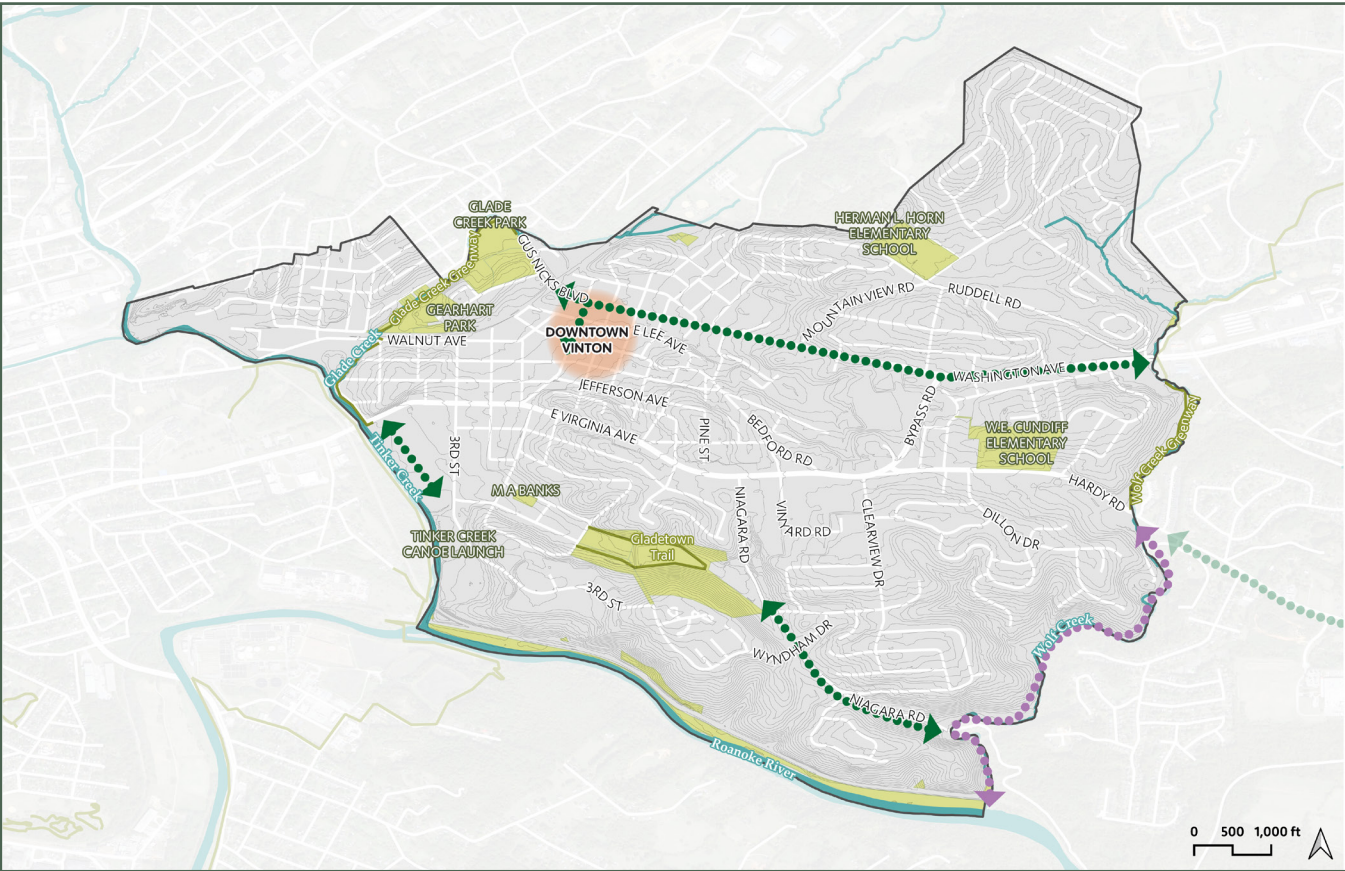 GLADE
CREEK PARK
HERMAN L. HORN
ELEMENTARY
SCHOOL
GUS NICKS BLVD
Glade Creek Greenway
MOUNTAIN VIEW RD
RUDDELL RD
GEARHART
PARK
DOWNTOWN
VINTON
E LEE AVE
WALNUT AVE
Glade Creek
WASHINGTON AVE
JEFFERSON AVE
BYPASS RD
E VIRGINIA AVE
PINE ST
BEDFORD RD
W.E. CUNDIFF
ELEMENTARY
SCHOOL
Wolf Creek Greenway
3RD ST
Tinker Creek
M A BANKS
HARDY RD
NIAGARA RD
VINYARD RD
CLEARVIEW DR
DILLON DR
TINKER CREEK
CANOE LAUNCH
Gladetown
Trail
3RD ST
WYNDHAM DR
Wolf Creek
NIAGARA RD
Roanoke River
0 500 1,000 ft